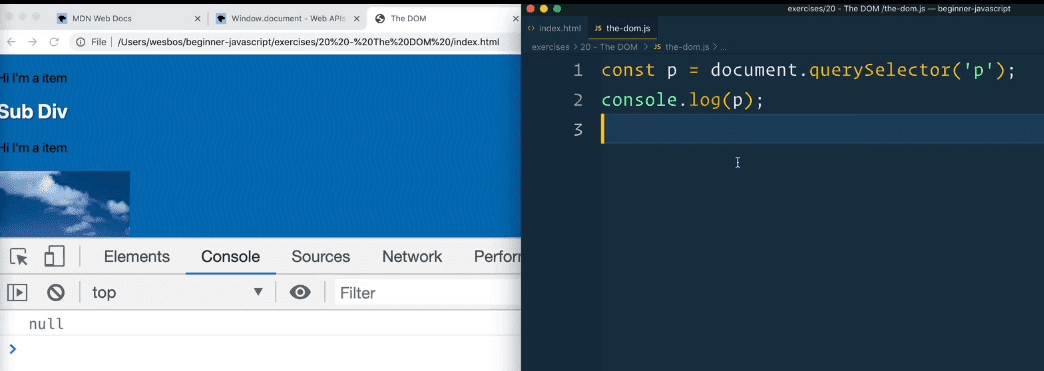 MDN Web Docs
Window.document - Web APIs
The DOM
File
/Users/wesbos/beginner-javascript/exercises/20%20-%20The%20DOM%20/index.html
Hi I'm a item
Sub Div
Hi I'm a item
Elements
Console
Sources
Network
Perform
top
Filter
null
exercises/20 - The DOM /the-dom.js — beginner-javascript
index.html
JS the-dom.js
exercises > 20 - The DOM > JS the-dom.js > ...
1 const p = document.querySelector('p');
2 console.log(p);
3